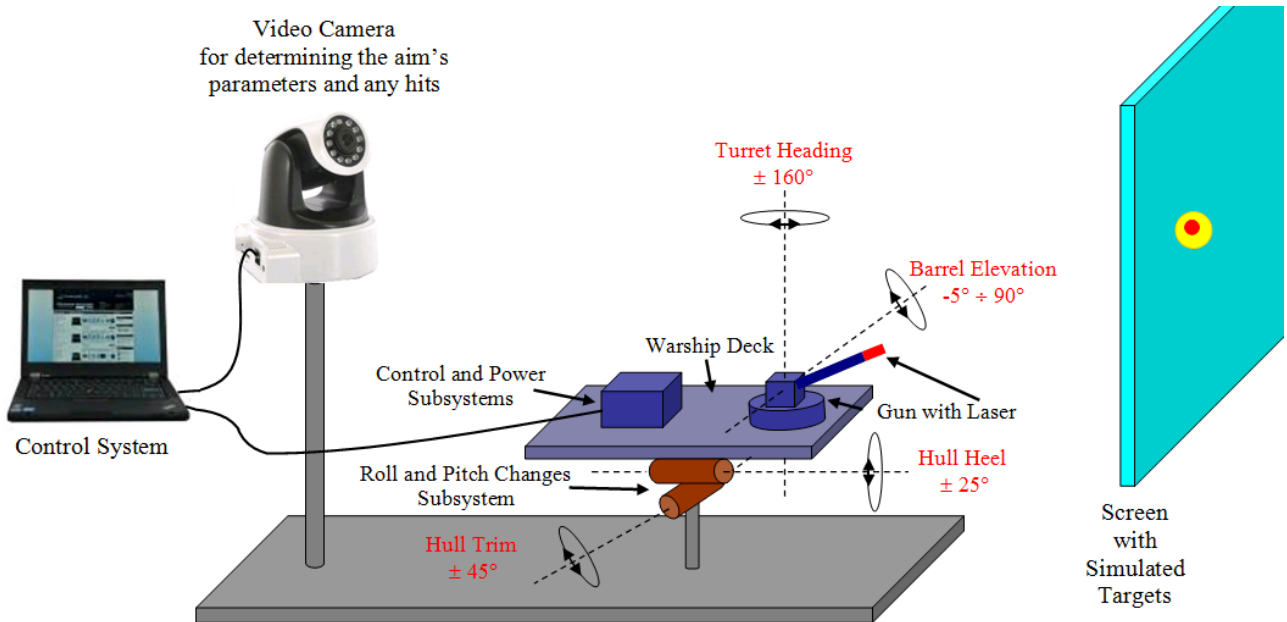 Video Camera
for determining the aim's
parameters and any hits
Turret Heading
± 160°
Barrel Elevation
-5° ÷ 90°
Warship Deck
Control and Power
Subsystems
Gun with Laser
Control System
Roll and Pitch Changes
Subsystem
Hull Heel
± 25°
Hull Trim
± 45°
Screen
with
Simulated
Targets